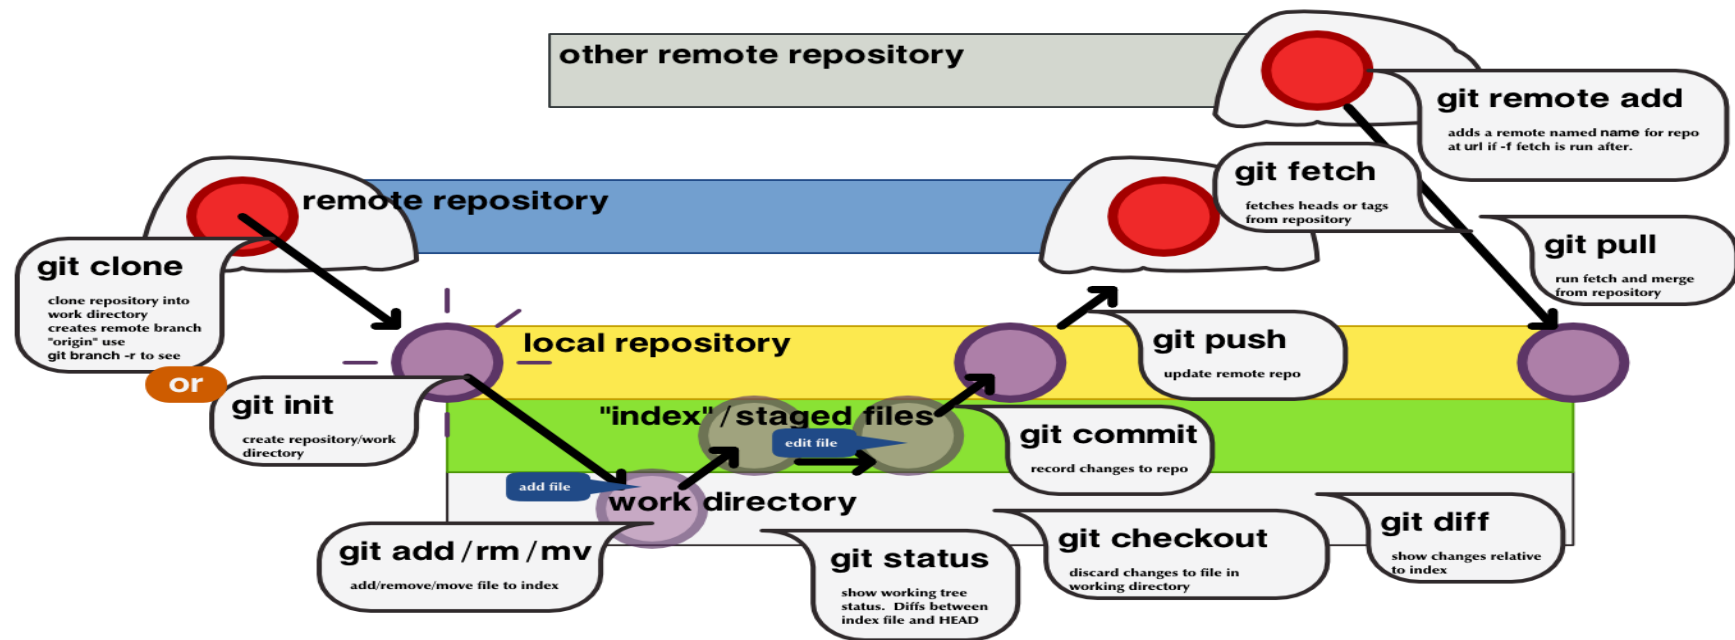 other remote repository
git remote add
adds a remote named name for repo
at url if -f fetch is run after.
git fetch
fetches heads or tags
from repository
remote repository
git pull
run fetch and merge
from repository
git clone
clone repository into
work directory
creates remote branch
"origin" use
git branch -r to see
or
git init
create repository/work
directory
local repository
git push
update remote repo
"index"/staged files
edit file
git commit
record changes to repo
add file
work directory
git add/rm/mv
add/remove/move file to index
git status
show working tree
status. Diffs between
index file and HEAD
git checkout
discard changes to file in
working directory
git diff
show changes relative
to index